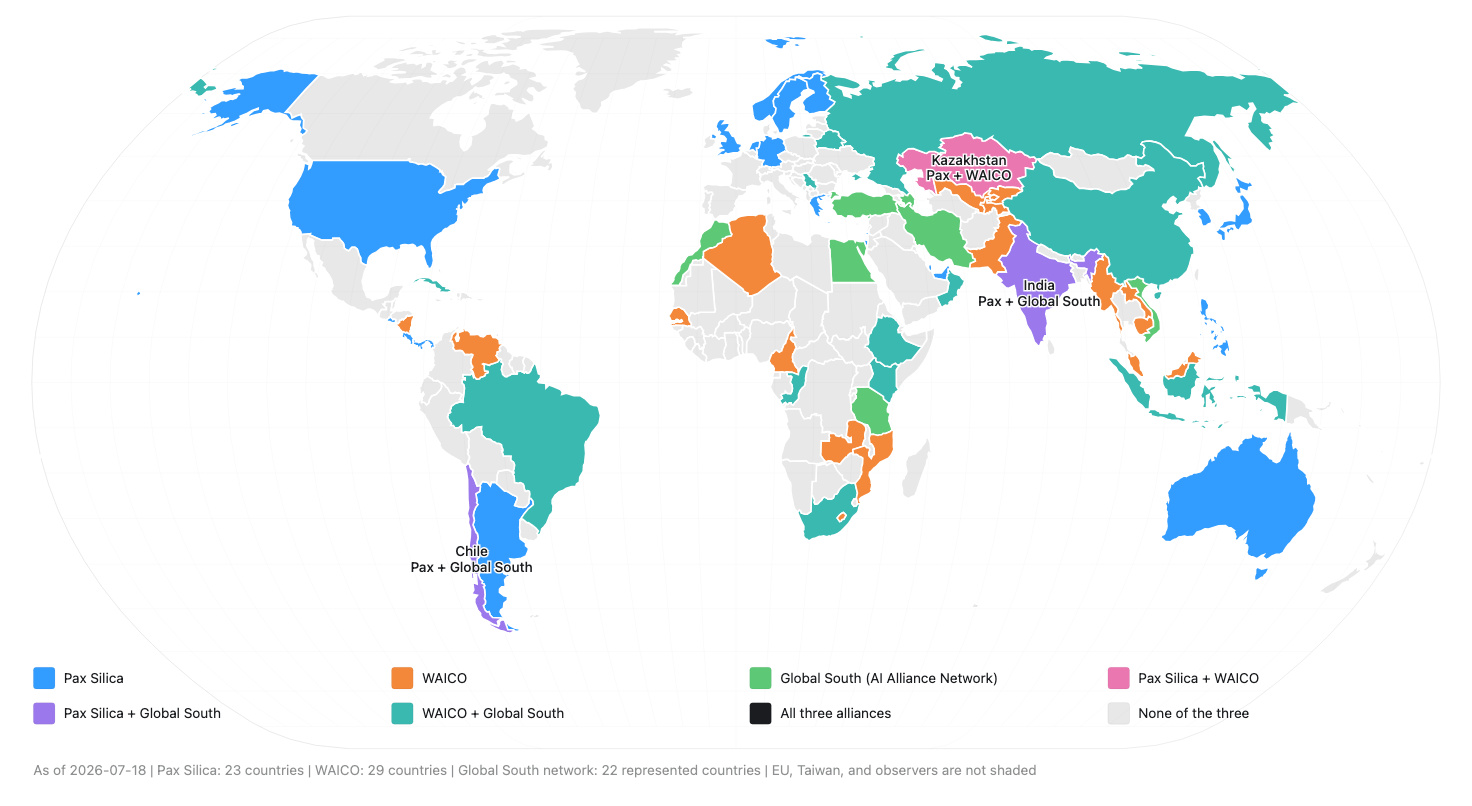 Kazakhstan
Pax + WAICO
India
Pax + Global South
Chile
Pax + Global South
Pax Silica
WAICO
Global South (AI Alliance Network)
Pax Silica + WAICO
Pax Silica + Global South
WAICO + Global South
All three alliances
None of the three
As of 2026-07-18 | Pax Silica: 23 countries | WAICO: 29 countries | Global South network: 22 represented countries | EU, Taiwan, and observers are not shaded